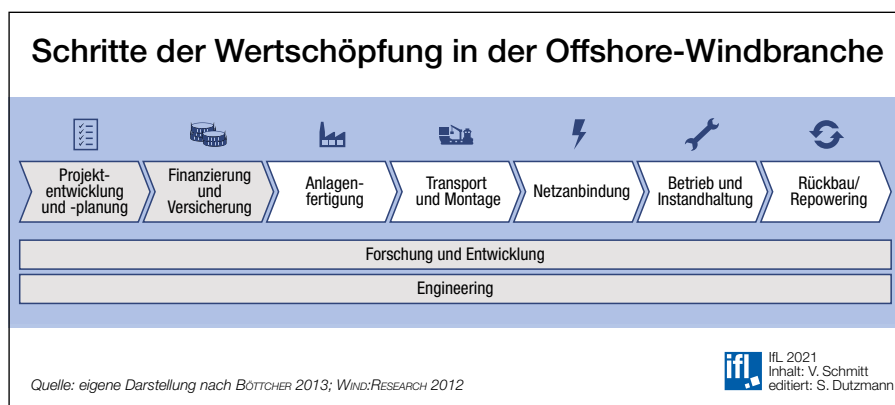 Schritte der Wertschöpfung in der Offshore-Windbranche
Projekt-
entwicklung
und -planung
Finanzierung
und
Versicherung
Anlagen-
fertigung
Transport
und Montage
Netzanbindung
Betrieb und
Instandhaltung
Rückbau/
Repowering
Forschung und Entwicklung
Engineering
Quelle: eigene Darstellung nach BÖTTCHER 2013; WIND:RESEARCH 2012
ifl
IfL 2021
Inhalt: V. Schmitt
editiert: S. Dutzmann